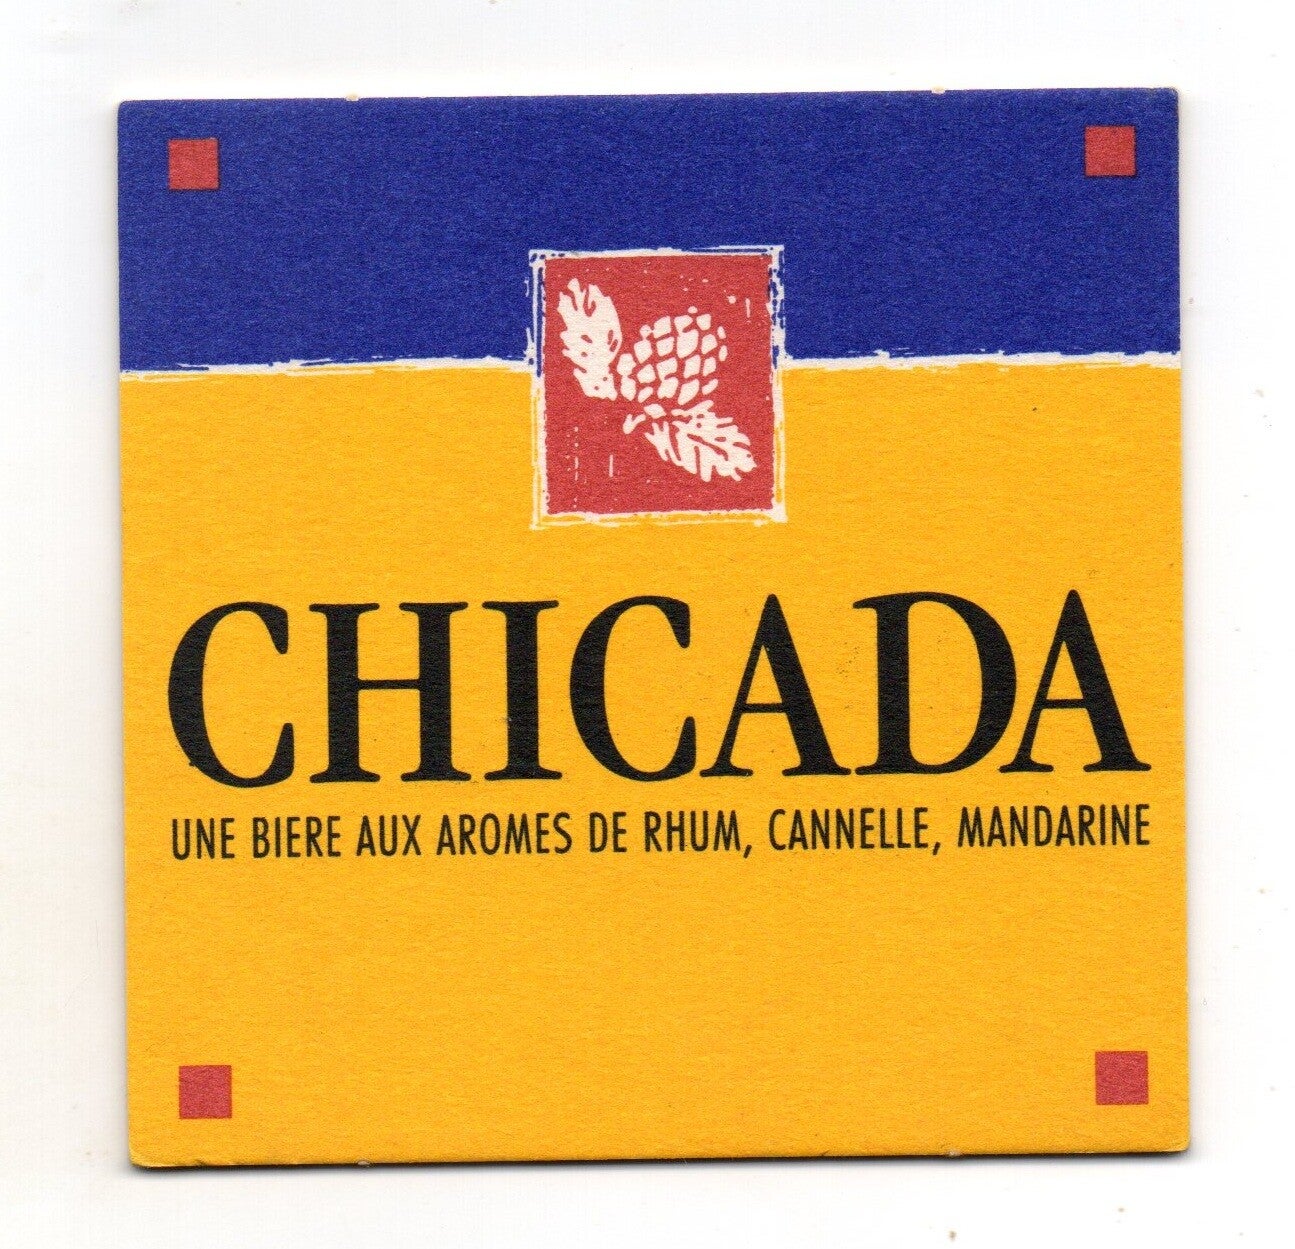 CHICADA
UNE BIERE AUX AROMES DE RHUM, CANNELLE, MANDARINE